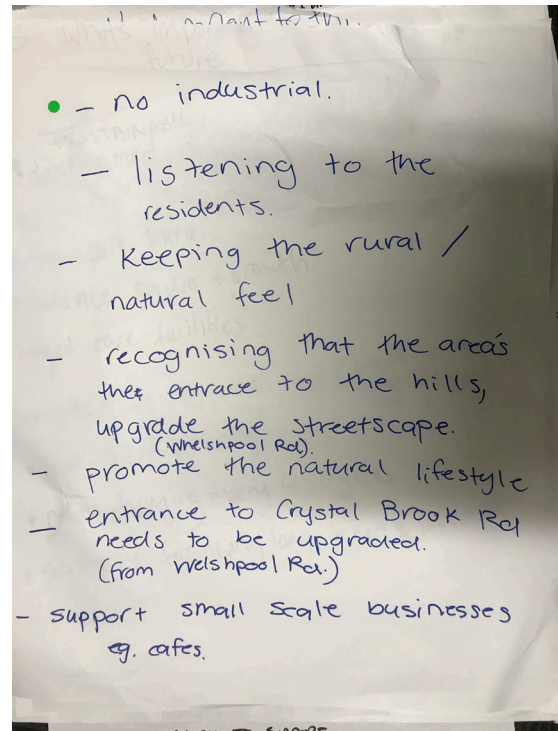 - no industrial.
- listening to the
residents.
- Keeping the rural /
natural feel
- recognising that the area's
the entrace to the hills,
upgrade the streetscape.
(Whelshpool Rd).
- promote the natural lifestyle
- entrance to Crystal Brook Rd
needs to be upgraded.
(from Welshpool Rd.)
- support small scale businesses
eg. cafes.